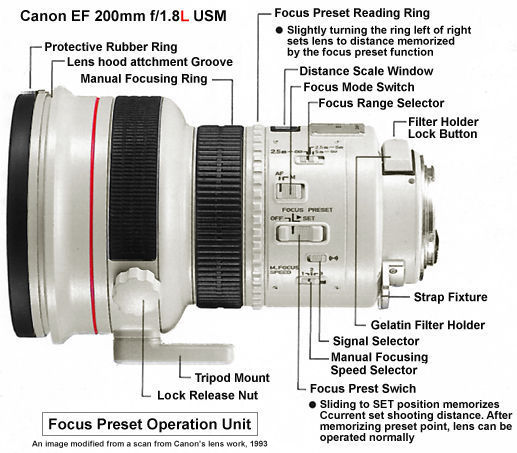 Canon EF 200mm f/1.8L USM
Focus Preset Reading Ring
● Slightly turning the ring left of right
sets lens to distance memorized
by the focus preset function
Protective Rubber Ring
Lens hood attchment Groove
Manual Focusing Ring
Distance Scale Window
Focus Mode Switch
Focus Range Selector
Filter Holder
Lock Button
AF
M
FOCUS PRESET
OFF
SET
M. FOCUS
SPEED
Strap Fixture
Gelatin Filter Holder
Signal Selector
Manual Focusing
Speed Selector
Tripod Mount
Lock Release Nut
Focus Prest Swich
● Sliding to SET position memorizes
Ccurrent set shooting distance. After
memorizing preset point, lens can be
operated normally
Focus Preset Operation Unit
An image modified from a scan from Canon's lens work, 1993